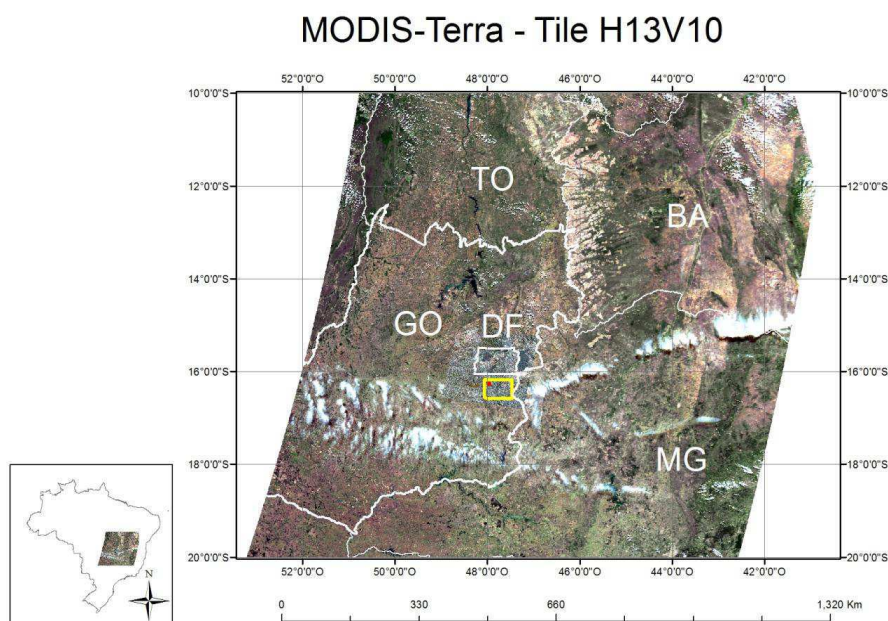 MODIS-Terra - Tile H13V10
52°0'0"O 50°0'0"O 48°0'0"O 46°0'0"O 44°0'0"O 42°0'0"O
10°0'0"S 10°0'0"S
TO
12°0'0"S 12°0'0"S
BA
14°0'0"S 14°0'0"S
GO DF
16°0'0"S 16°0'0"S
MG
18°0'0"S 18°0'0"S
20°0'0"S 20°0'0"S
52°0'0"O 50°0'0"O 48°0'0"O 46°0'0"O 44°0'0"O 42°0'0"O
N
0 330 660 1,320 Km